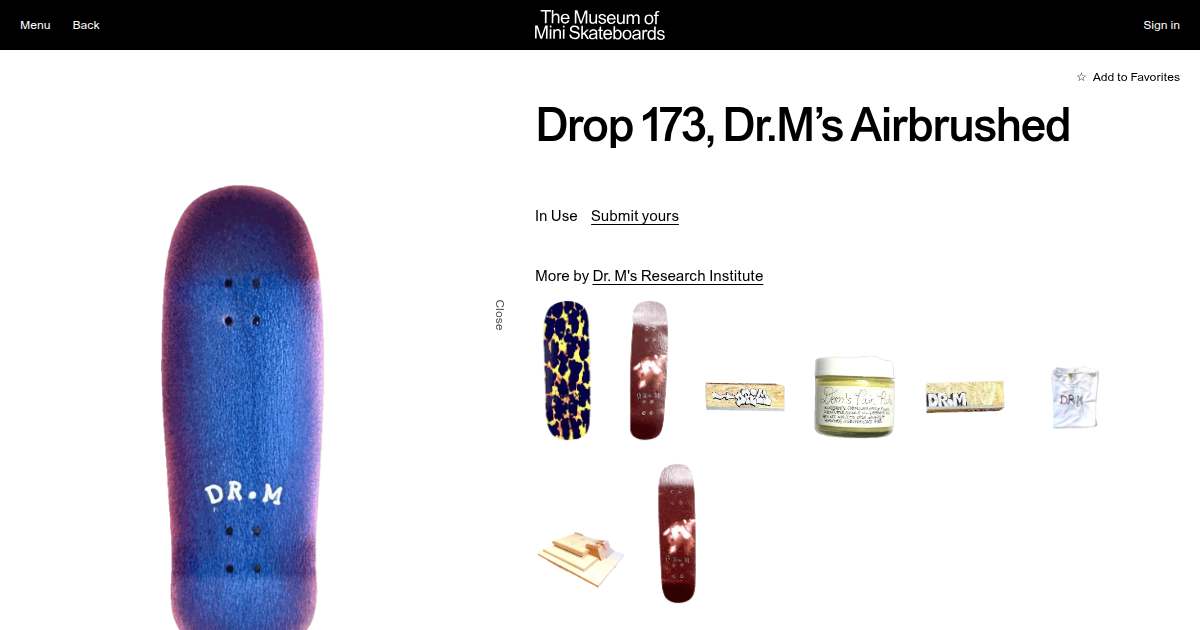 Menu
Back
The Museum of
Mini Skateboards
Sign in
☆ Add to Favorites
Drop 173, Dr.M’s Airbrushed
In Use Submit yours
More by Dr. M's Research Institute
Close
DR.M
DR.M
DR.M